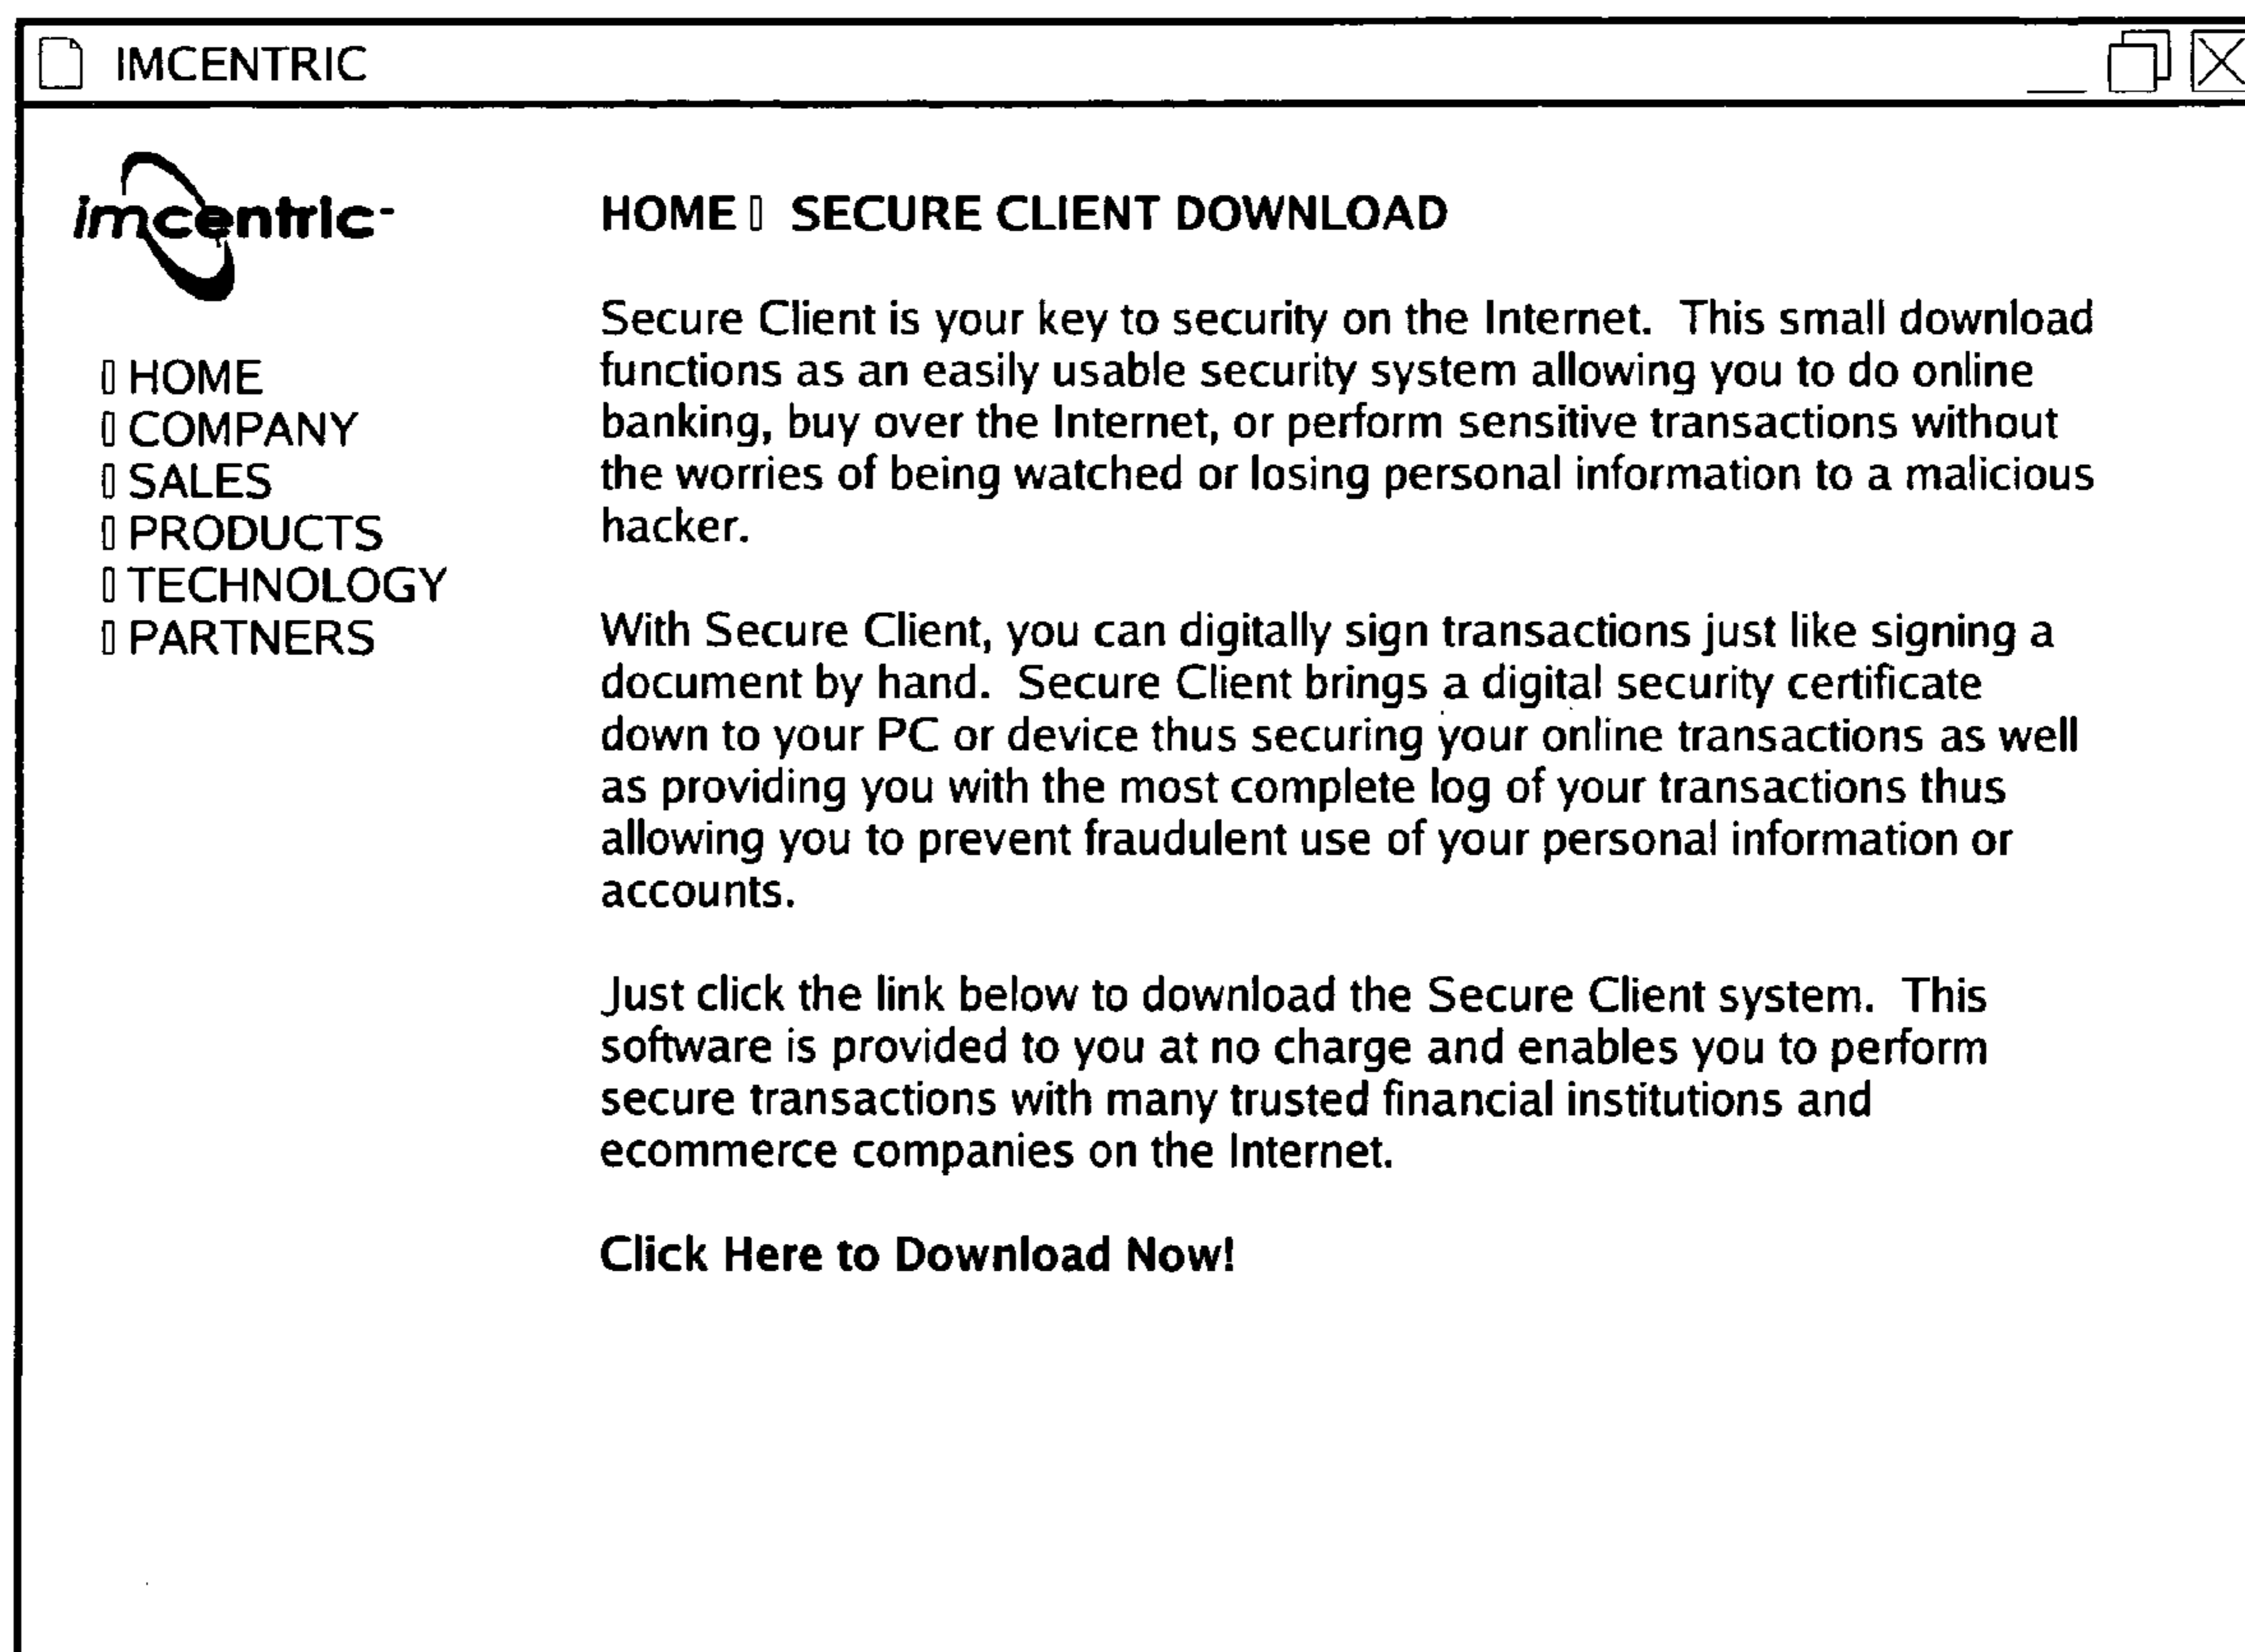 IMCENTRIC
imcentric
HOME ▯ SECURE CLIENT DOWNLOAD
▯ HOME
▯ COMPANY
▯ SALES
▯ PRODUCTS
▯ TECHNOLOGY
▯ PARTNERS
Secure Client is your key to security on the Internet. This small download
functions as an easily usable security system allowing you to do online
banking, buy over the Internet, or perform sensitive transactions without
the worries of being watched or losing personal information to a malicious
hacker.
With Secure Client, you can digitally sign transactions just like signing a
document by hand. Secure Client brings a digital security certificate
down to your PC or device thus securing your online transactions as well
as providing you with the most complete log of your transactions thus
allowing you to prevent fraudulent use of your personal information or
accounts.
Just click the link below to download the Secure Client system. This
software is provided to you at no charge and enables you to perform
secure transactions with many trusted financial institutions and
ecommerce companies on the Internet.
Click Here to Download Now!